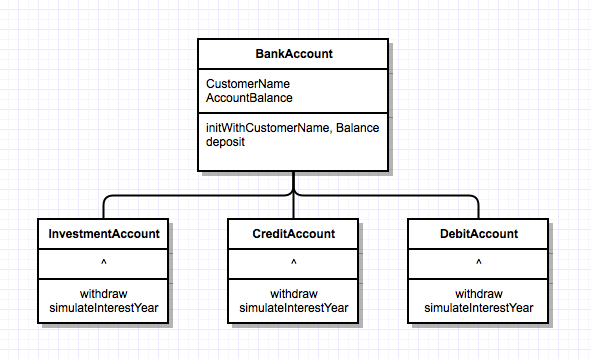 BankAccount
CustomerName
AccountBalance
initWithCustomerName, Balance
deposit
InvestmentAccount
^
withdraw
simulateInterestYear
CreditAccount
^
withdraw
simulateInterestYear
DebitAccount
^
withdraw
simulateInterestYear